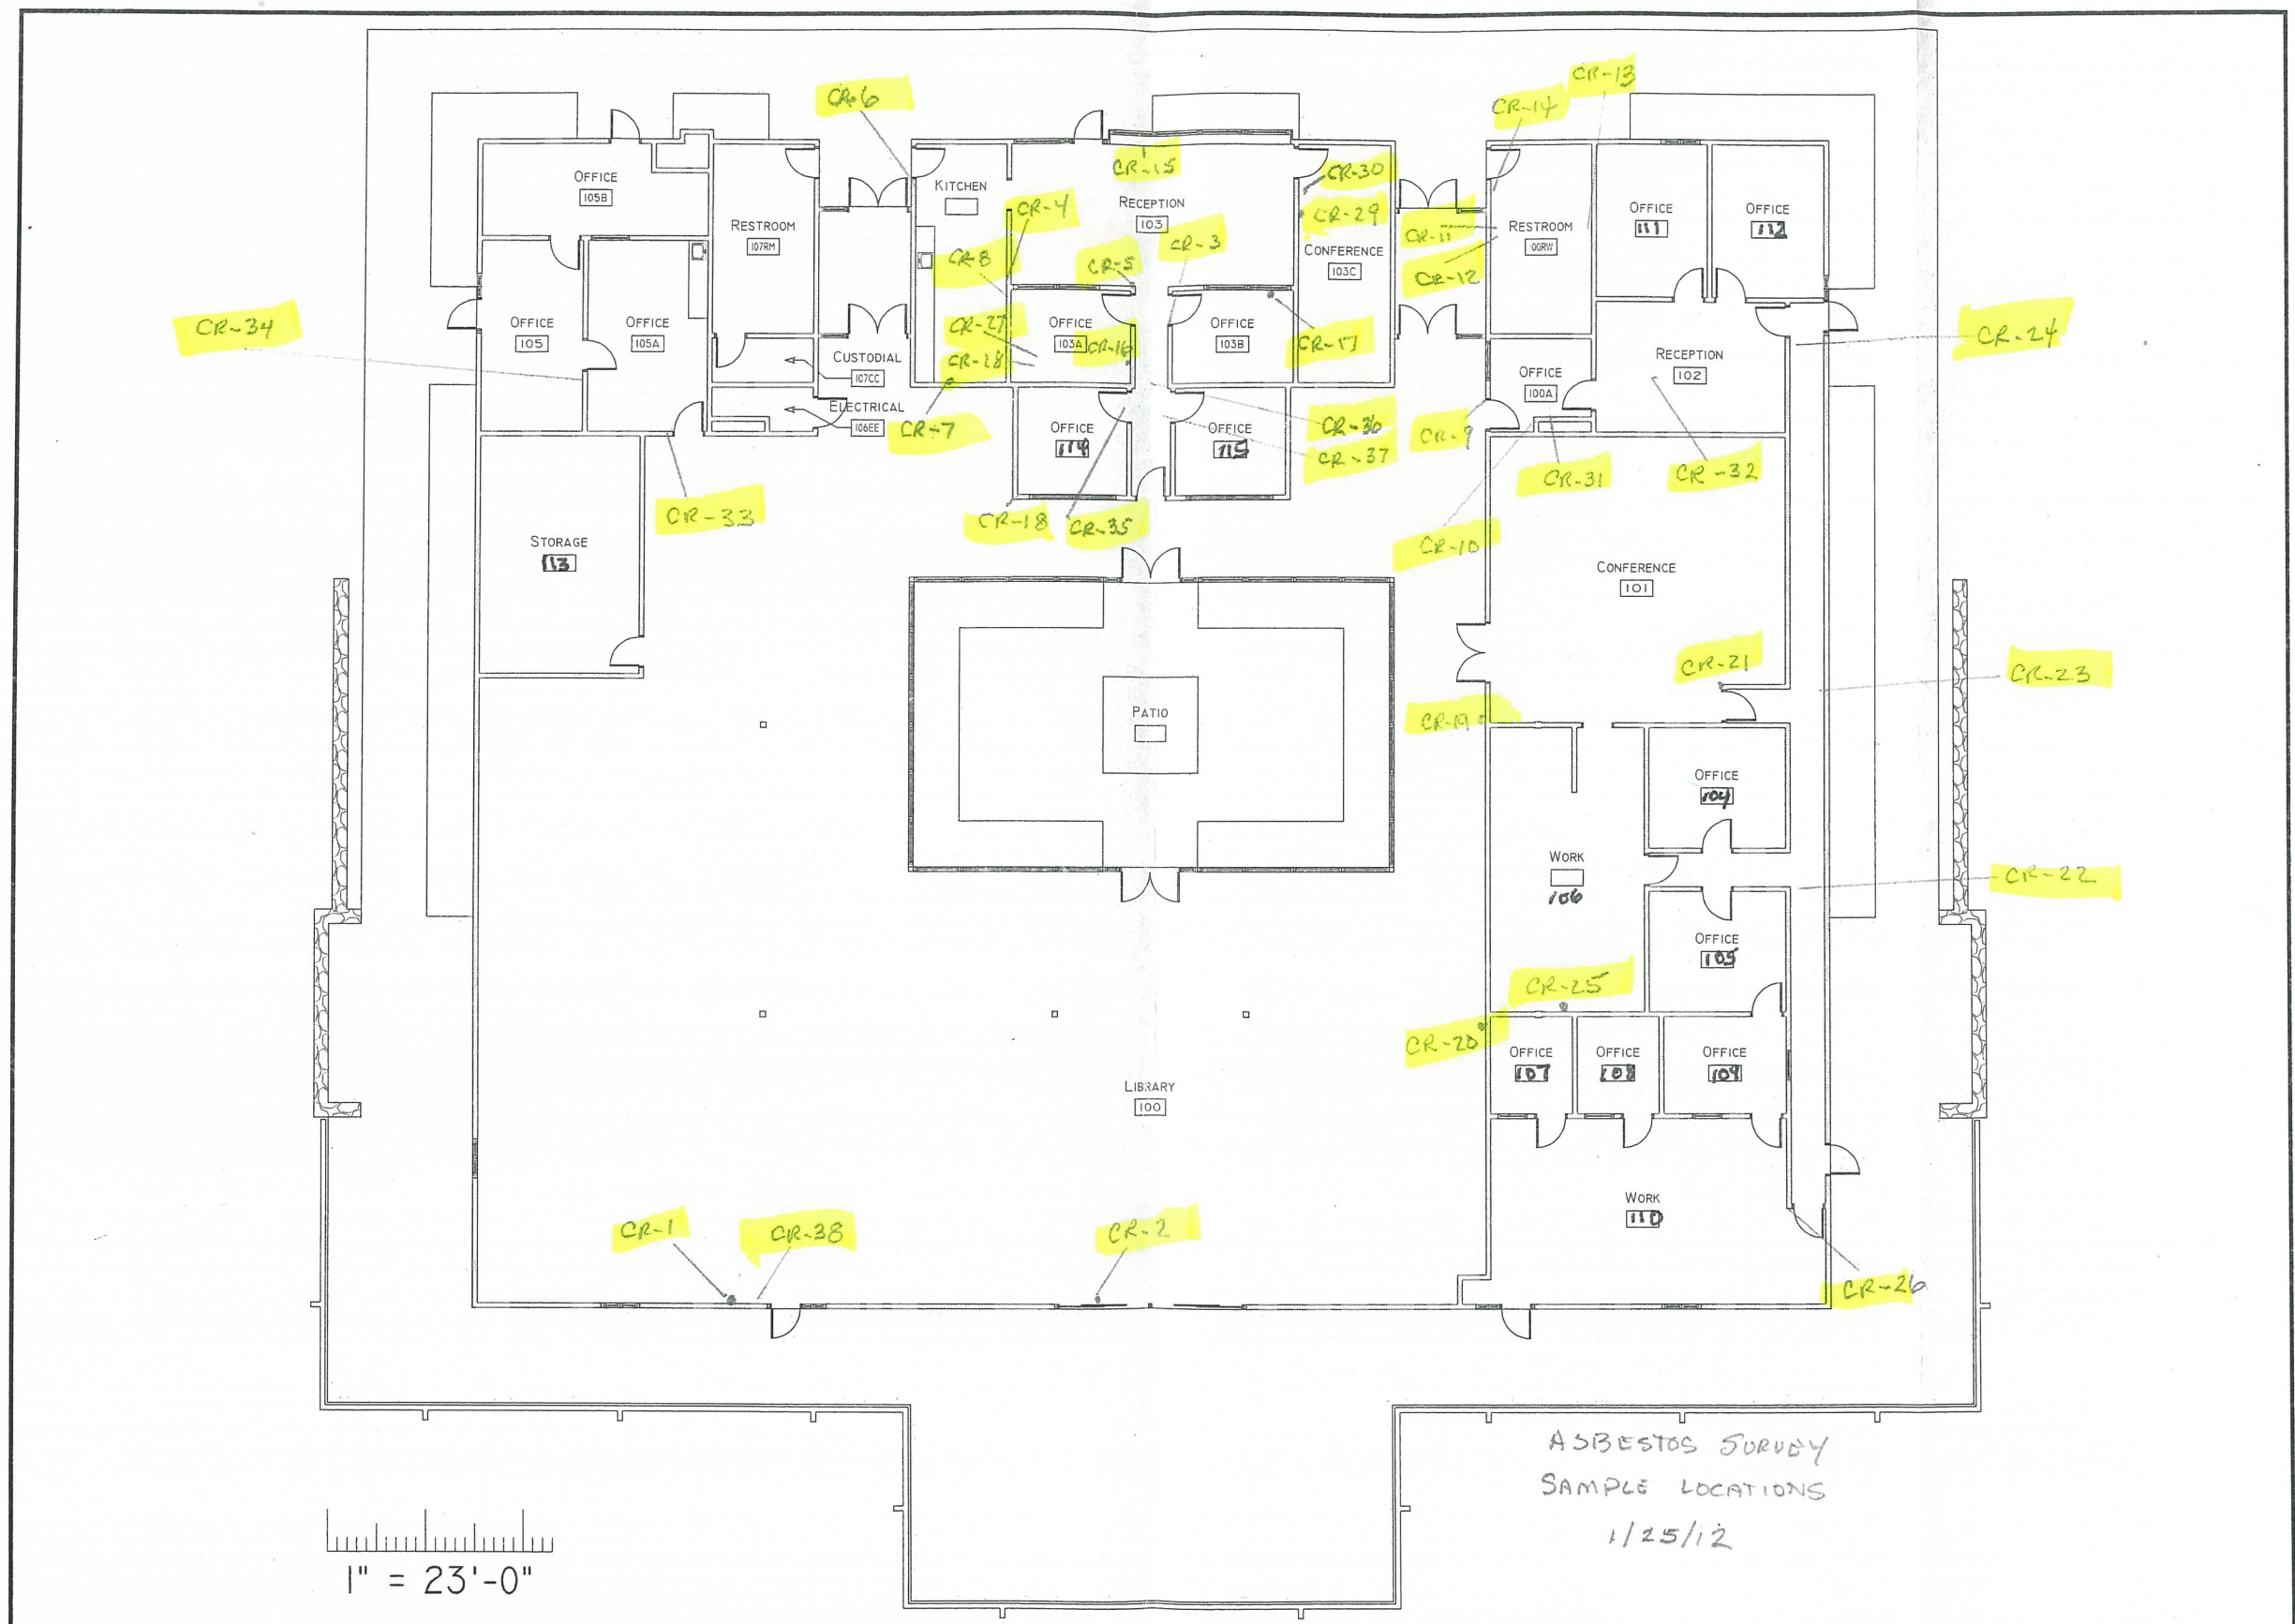 CR-13
CR-6
CR-14
CR-15
CR-30
OFFICE
105B
KITCHEN
RECEPTION
103
CR-4
CR-29
RESTROOM
107RM
CR-11
RESTROOM
100RW
OFFICE
111
OFFICE
112
CR-3
CONFERENCE
103C
CR-8
CR-5
CR-12
CR-34
OFFICE
105
OFFICE
105A
CR-27
OFFICE
103A
CR-16
OFFICE
103B
CR-17
CR-24
CUSTODIAL
107CC
CR-28
OFFICE
100A
RECEPTION
102
ELECTRICAL
106EE
CR-7
OFFICE
114
OFFICE
115
CR-36
CR-37
CR-9
CR-31
CR-32
CR-33
CR-18
CR-35
STORAGE
113
CR-10
CONFERENCE
101
CR-21
CR-23
PATIO
CR-19
OFFICE
104
WORK
106
CR-22
OFFICE
105
CR-25
CR-20
OFFICE
107
OFFICE
108
OFFICE
109
LIBRARY
100
WORK
110
CR-1
CR-38
CR-2
CR-26
ASBESTOS SURVEY
SAMPLE LOCATIONS
1/25/12
1" = 23'-0"